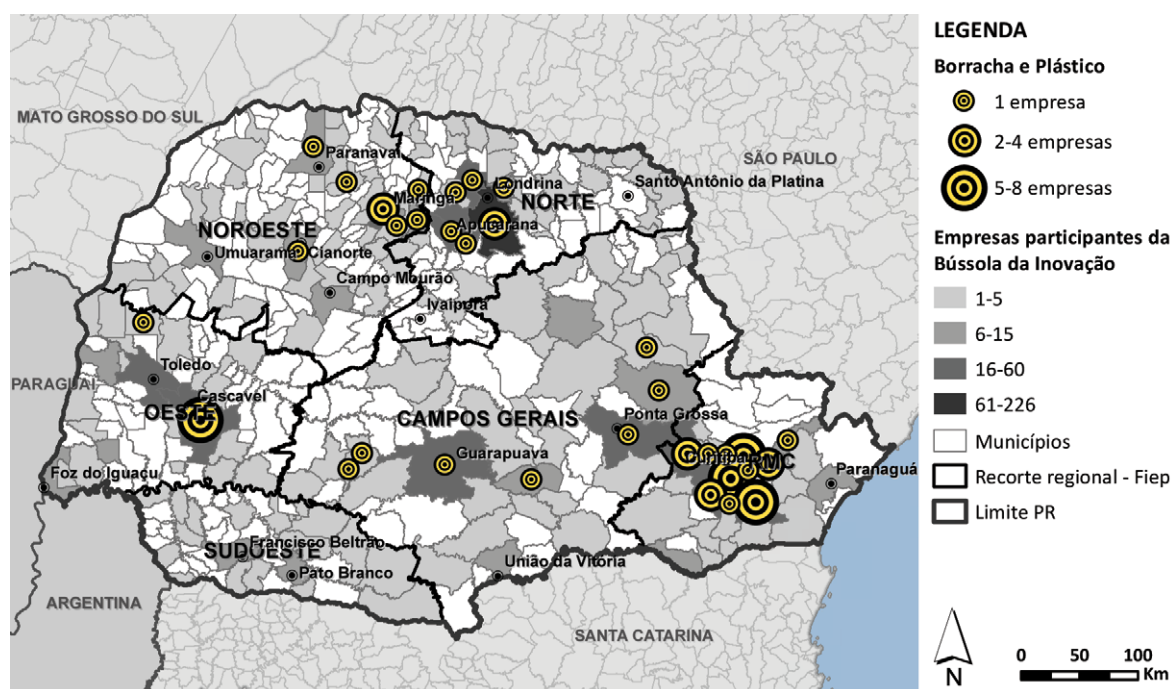 MATO GROSSO DO SUL
SÃO PAULO
Paranavaí
Londrina
Santo Antônio da Platina
Maringá
NORTE
NOROESTE
Apucarana
Umuarama
Cianorte
Campo Mourão
Ivaiporã
PARAGUAI
Toledo
Cascavel
OESTE
CAMPOS GERAIS
Ponta Grossa
Guarapuava
Curitiba
RMC
Foz do Iguaçu
Paranaguá
SUDOESTE
Francisco Beltrão
Pato Branco
União da Vitória
ARGENTINA
SANTA CATARINA
LEGENDA
Borracha e Plástico
1 empresa
2-4 empresas
5-8 empresas
Empresas participantes da
Bússola da Inovação
1-5
6-15
16-60
61-226
Municípios
Recorte regional - Fiep
Limite PR
N
0 50 100
Km